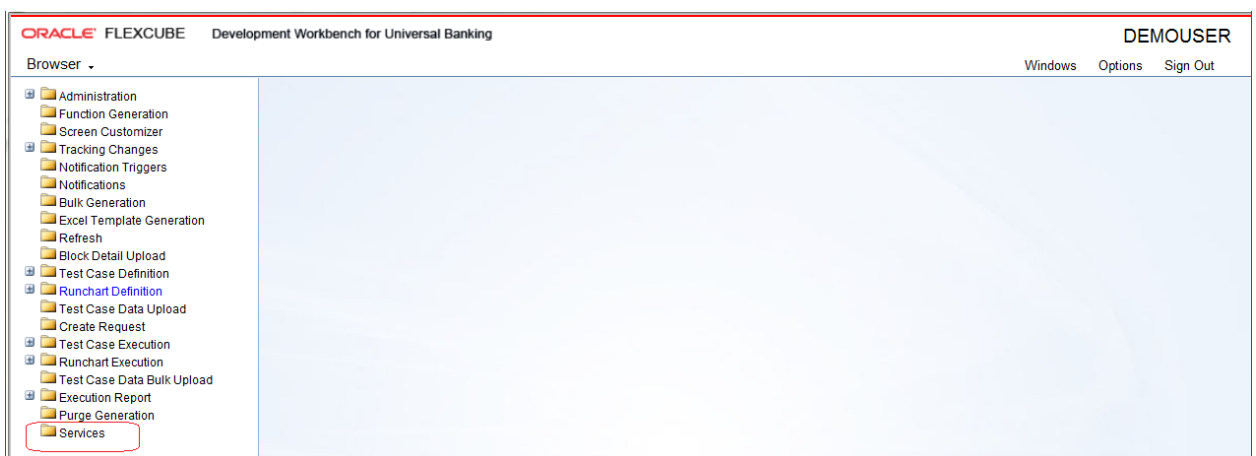 ORACLE' FLEXCUBE Development Workbench for Universal Banking
DEMOUSER
Browser
Windows Options Sign Out
Administration
Function Generation
Screen Customizer
Tracking Changes
Notification Triggers
Notifications
Bulk Generation
Excel Template Generation
Refresh
Block Detail Upload
Test Case Definition
Runchart Definition
Test Case Data Upload
Create Request
Test Case Execution
Runchart Execution
Test Case Data Bulk Upload
Execution Report
Purge Generation
Services